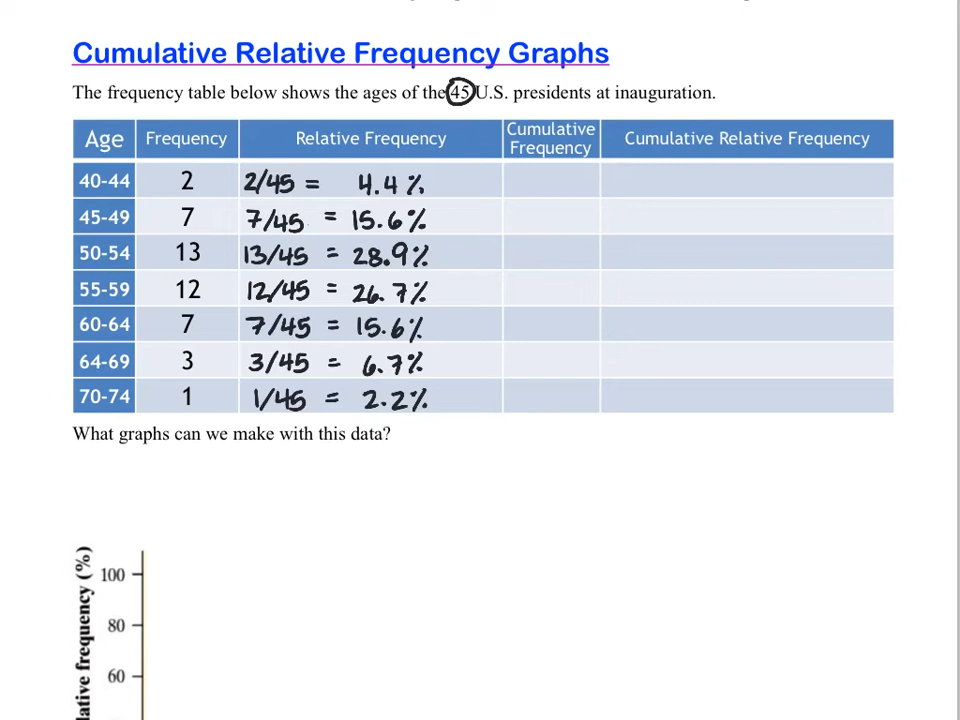 Cumulative Relative Frequency Graphs
The frequency table below shows the ages of the 45 U.S. presidents at inauguration.
Age Frequency Relative Frequency Cumulative Frequency Cumulative Relative Frequency
40-44 2 2/45 = 4.4%
45-49 7 7/45 = 15.6%
50-54 13 13/45 = 28.9%
55-59 12 12/45 = 26.7%
60-64 7 7/45 = 15.6%
64-69 3 3/45 = 6.7%
70-74 1 1/45 = 2.2%
What graphs can we make with this data?
lative frequency (%)
100
80
60